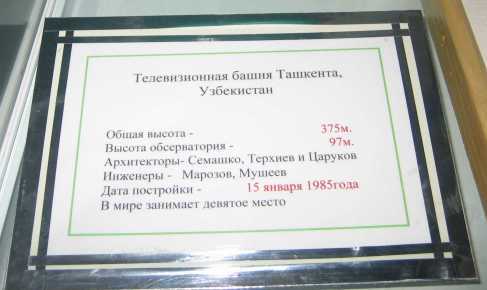 Телевизионная башня Ташкента,
Узбекистан
Общая высота - 375м.
Высота обсерватория - 97м.
Архитекторы- Семашко, Терхиев и Царуков
Инженеры - Марозов, Мушеев
Дата постройки - 15 января 1985года
В мире занимает девятое место